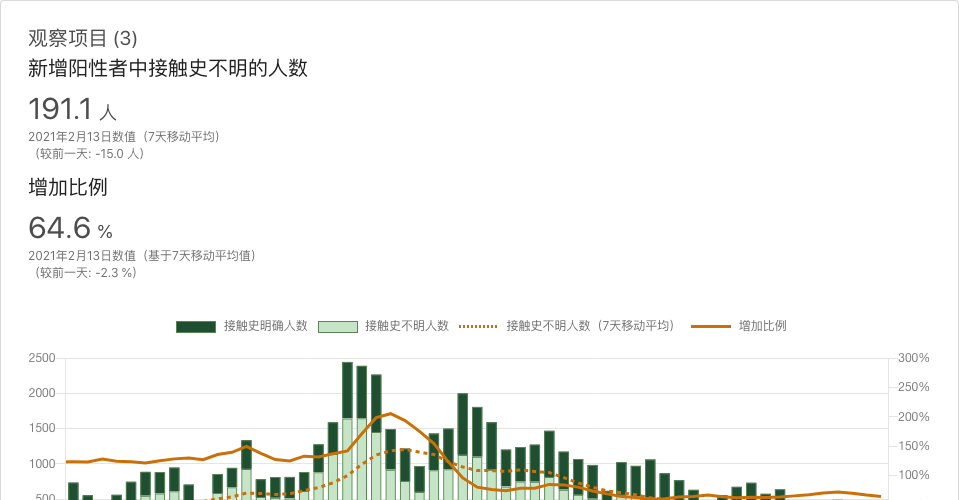 观察项目 (3)
新增阳性者中接触史不明的人数
191.1 人
2021年2月13日数值（7天移动平均）
（较前一天: -15.0 人）
增加比例
64.6 %
2021年2月13日数值（基于7天移动平均值）
（较前一天: -2.3 %）
接触史明确人数 接触史不明人数 接触史不明人数（7天移动平均） 增加比例
2500 300%
250%
2000
200%
1500
150%
1000
100%
500